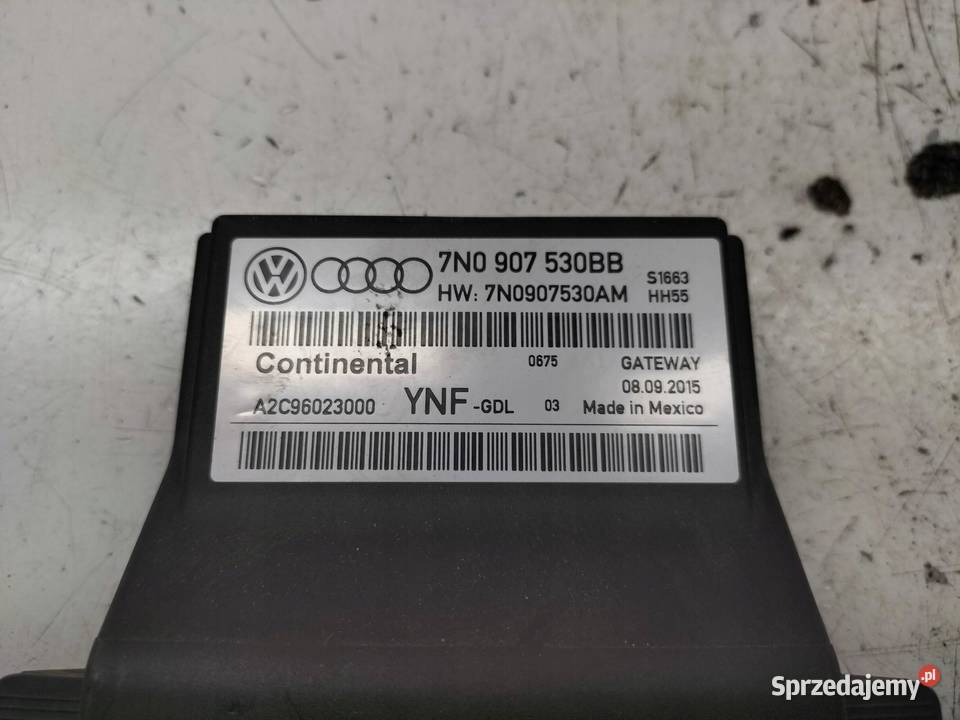 7N0 907 530BB
HW: 7N0907530AM
S1663
HH55
Continental
0675
GATEWAY
08.09.2015
A2C96023000
YNF-GDL
03
Made in Mexico
Sprzedajemy.pl